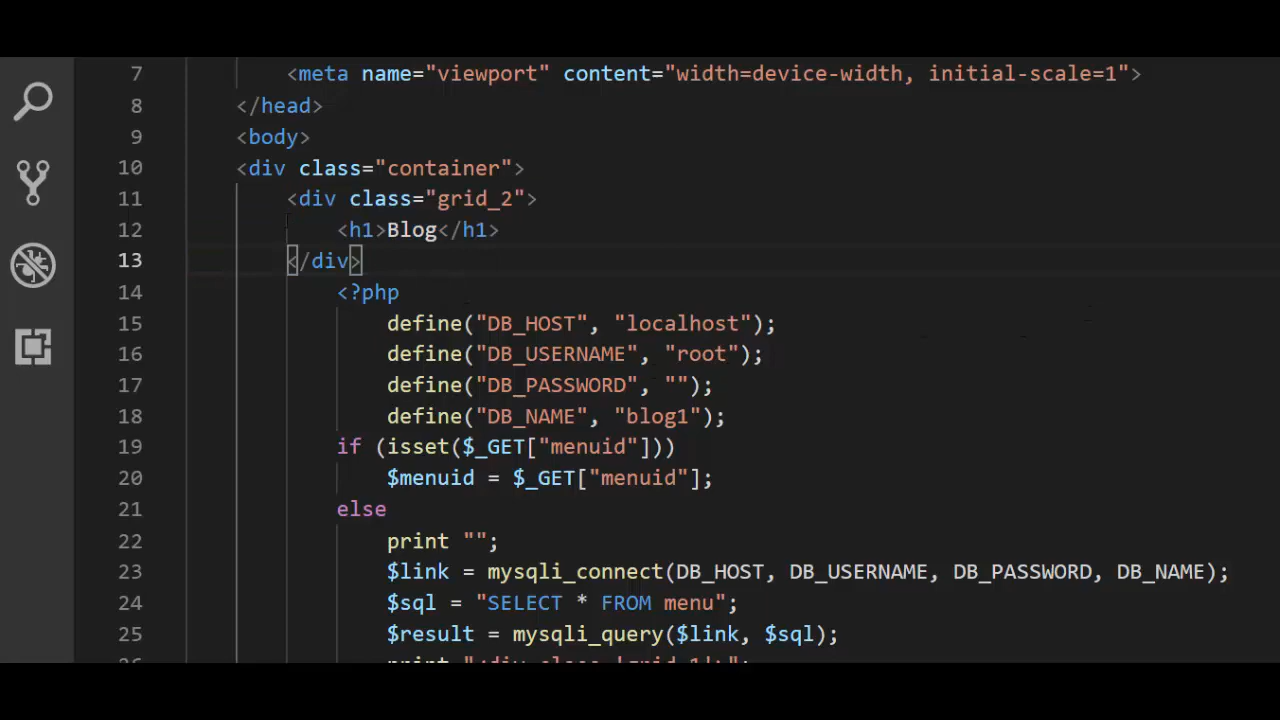 7 <meta name="viewport" content="width=device-width, initial-scale=1">
8 </head>
9 <body>
10 <div class="container">
11 <div class="grid_2">
12 <h1>Blog</h1>
13 </div>
14 <?php
15 define("DB_HOST", "localhost");
16 define("DB_USERNAME", "root");
17 define("DB_PASSWORD", "");
18 define("DB_NAME", "blog1");
19 if (isset($_GET["menuid"]))
20 $menuid = $_GET["menuid"];
21 else
22 print "";
23 $link = mysqli_connect(DB_HOST, DB_USERNAME, DB_PASSWORD, DB_NAME);
24 $sql = "SELECT * FROM menu";
25 $result = mysqli_query($link, $sql);